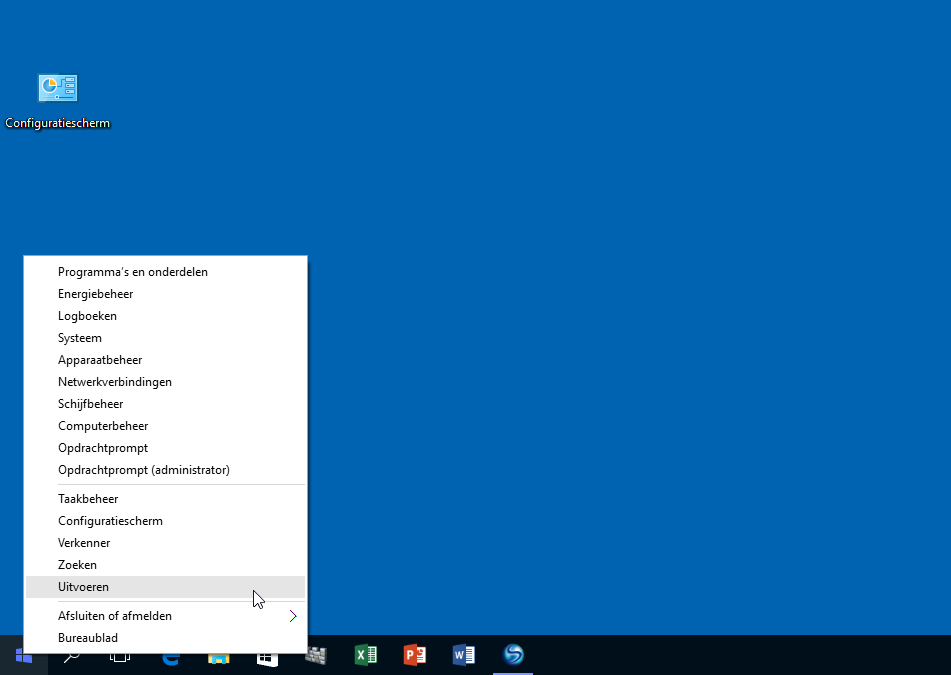 Configuratiescherm
Programma's en onderdelen
Energiebeheer
Logboeken
Systeem
Apparaatbeheer
Netwerkverbindingen
Schijfbeheer
Computerbeheer
Opdrachtprompt
Opdrachtprompt (administrator)
Taakbeheer
Configuratiescherm
Verkenner
Zoeken
Uitvoeren
Afsluiten of afmelden
Bureaublad